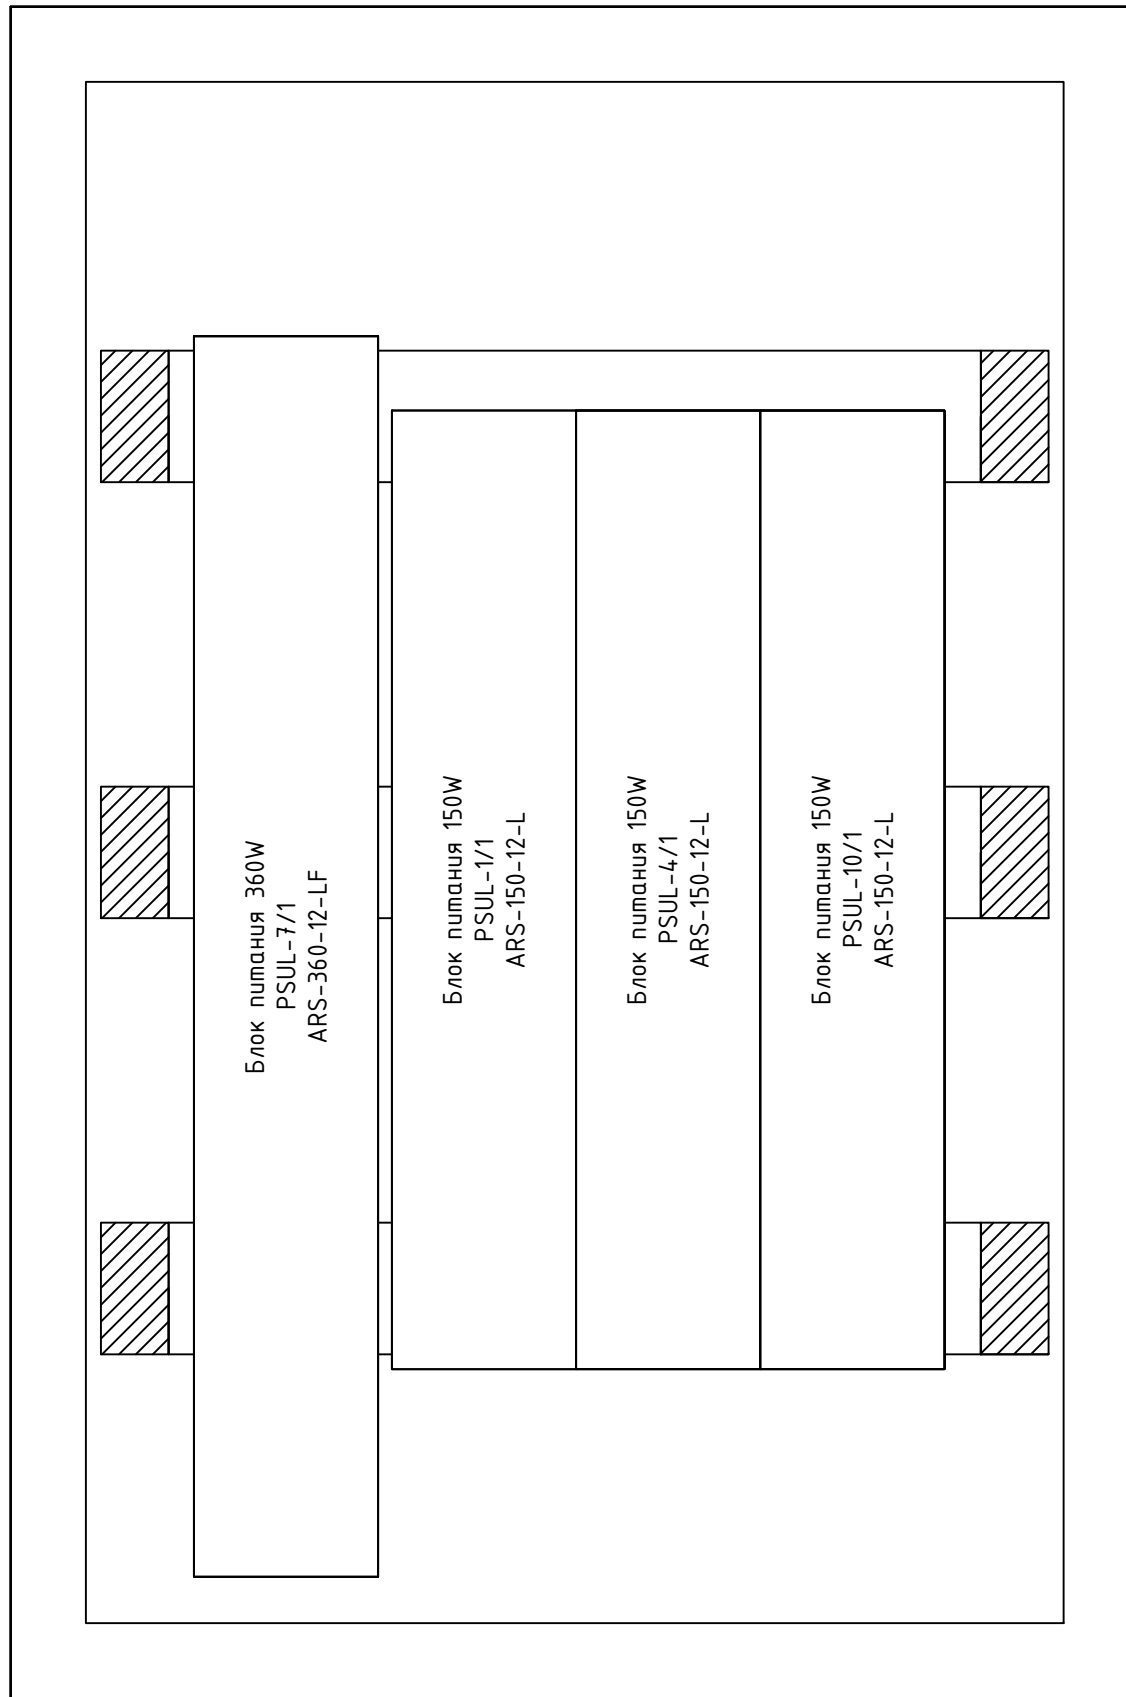 Блок питания 360W
PSUL-7/1
ARS-360-12-LF
Блок питания 150W
PSUL-1/1
ARS-150-12-L
Блок питания 150W
PSUL-4/1
ARS-150-12-L
Блок питания 150W
PSUL-10/1
ARS-150-12-L